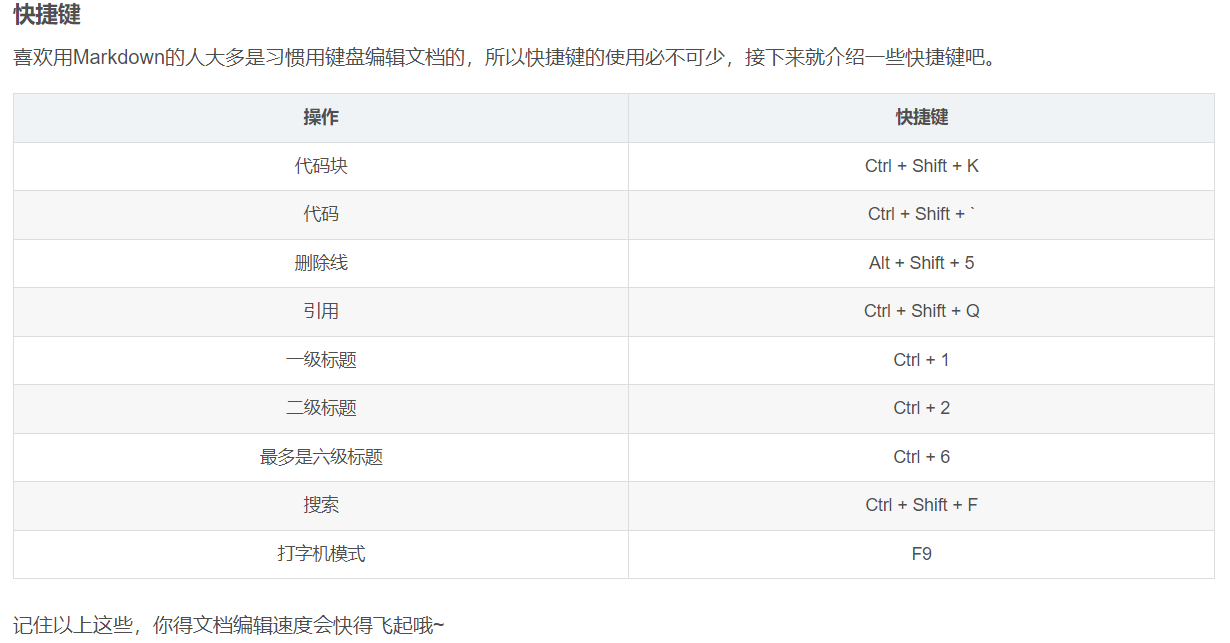 快捷键
喜欢用Markdown的人大多是习惯用键盘编辑文档的，所以快捷键的使用必不可少，接下来就介绍一些快捷键吧。
操作 快捷键
代码块 Ctrl + Shift + K
代码 Ctrl + Shift + `
删除线 Alt + Shift + 5
引用 Ctrl + Shift + Q
一级标题 Ctrl + 1
二级标题 Ctrl + 2
最多是六级标题 Ctrl + 6
搜索 Ctrl + Shift + F
打字机模式 F9
记住以上这些，你得文档编辑速度会快得飞起哦~